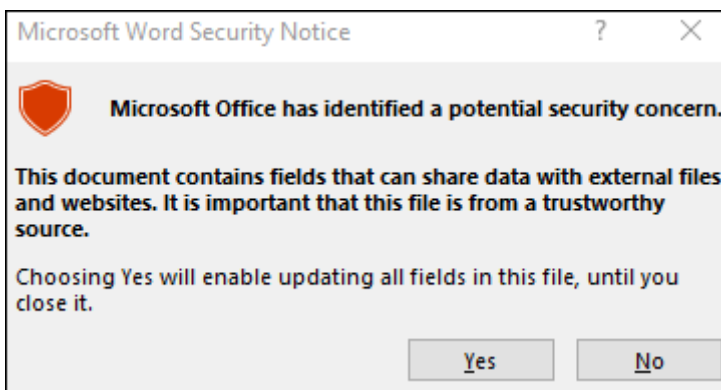 Microsoft Word Security Notice ?
Microsoft Office has identified a potential security concern.
This document contains fields that can share data with external files
and websites. It is important that this file is from a trustworthy
source.
Choosing Yes will enable updating all fields in this file, until you
close it.
Yes No